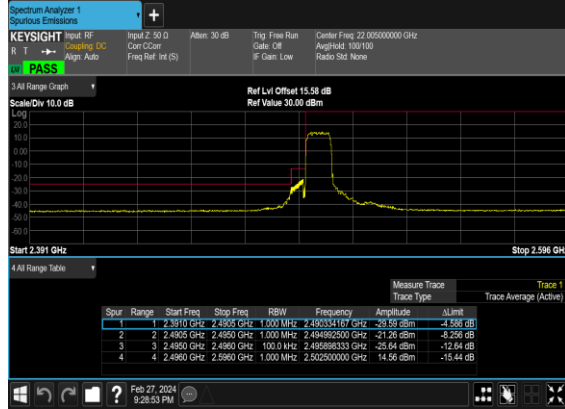 Spectrum Analyzer 1
Spurious Emissions
+
KEYSIGHT Input: RF Input Z: 50 Ω Atten: 30 dB Trig: Free Run Center Freq: 22.005000000 GHz
R T Coupling: DC Corr CCorr Gate: Off Avg|Hold: 100/100
Align: Auto Freq Ref: Int (S) IF Gain: Low Radio Std: None
PASS
3 All Range Graph
Ref Lvl Offset 15.58 dB
Scale/Div 10.0 dB Ref Value 30.00 dBm
Log
20.0
10.0
0.00
-10.0
-20.0
-30.0
-40.0
-50.0
-60.0
Start 2.391 GHz Stop 2.596 GH
4 All Range Table
Measure Trace Trace 1
Trace Type Trace Average (Active)
Spur Range Start Freq Stop Freq RBW Frequency Amplitude ΔLimit
1 1 2.3910 GHz 2.4905 GHz 1.000 MHz 2.490334167 GHz -29.59 dBm -4.586 dB
2 2 2.4905 GHz 2.4950 GHz 1.000 MHz 2.494992500 GHz -21.26 dBm -8.256 dB
3 3 2.4950 GHz 2.4960 GHz 100.0 kHz 2.495898333 GHz -25.64 dBm -12.64 dB
4 4 2.4960 GHz 2.5960 GHz 1.000 MHz 2.502500000 GHz 14.56 dBm -15.44 dB
? Feb 27, 2024
9:28:53 PM